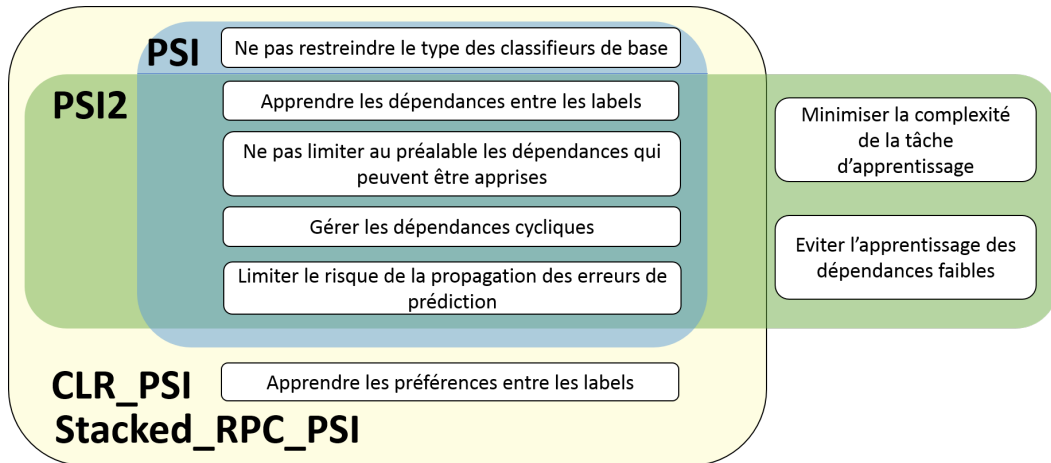 PSI
Ne pas restreindre le type des classifieurs de base
PSI2
Apprendre les dépendances entre les labels
Ne pas limiter au préalable les dépendances qui
peuvent être apprises
Gérer les dépendances cycliques
Limiter le risque de la propagation des erreurs de
prédiction
Minimiser la complexité
de la tâche
d’apprentissage
Eviter l’apprentissage des
dépendances faibles
CLR_PSI
Apprendre les préférences entre les labels
Stacked_RPC_PSI